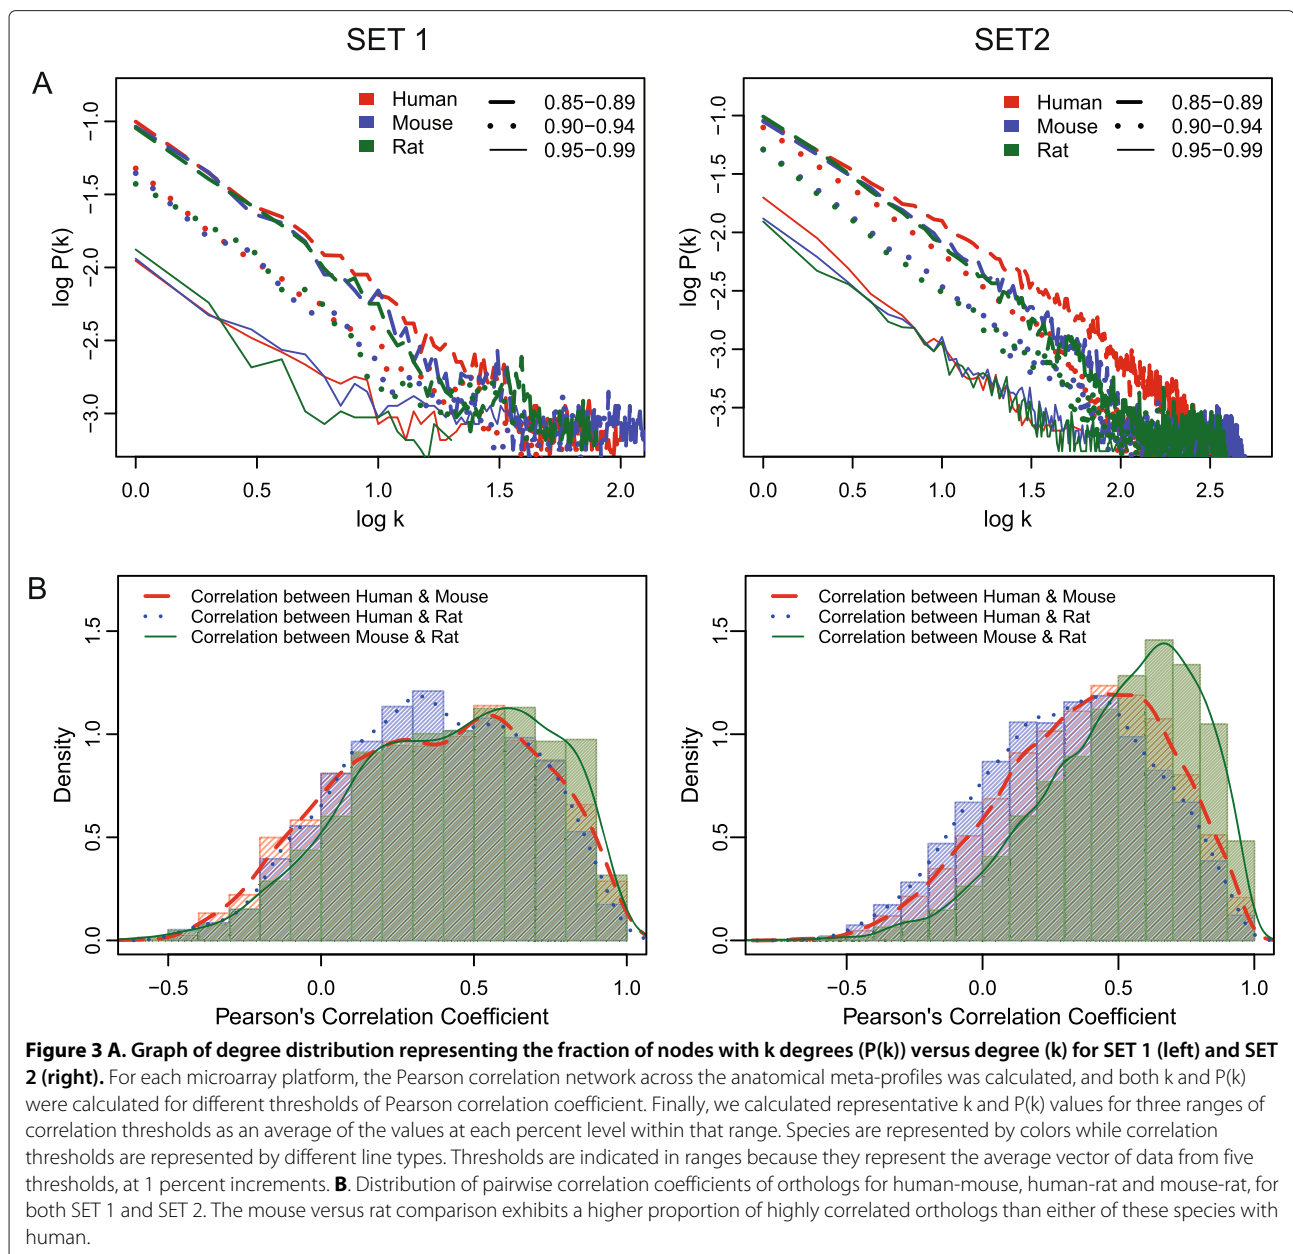 SET 1
SET2
A
Human 0.85−0.89
Mouse 0.90−0.94
Rat 0.95−0.99
log P(k)
−1.0
−1.5
−2.0
−2.5
−3.0
0.0 0.5 1.0 1.5 2.0
log k
Human 0.85−0.89
Mouse 0.90−0.94
Rat 0.95−0.99
log P(k)
−1.0
−1.5
−2.0
−2.5
−3.0
−3.5
0.0 0.5 1.0 1.5 2.0 2.5
log k
B
Correlation between Human & Mouse
Correlation between Human & Rat
Correlation between Mouse & Rat
Density
1.5
1.0
0.5
0.0
−0.5 0.0 0.5 1.0
Pearson's Correlation Coefficient
Correlation between Human & Mouse
Correlation between Human & Rat
Correlation between Mouse & Rat
Density
1.5
1.0
0.5
0.0
−0.5 0.0 0.5 1.0
Pearson's Correlation Coefficient
Figure 3 A. Graph of degree distribution representing the fraction of nodes with k degrees (P(k)) versus degree (k) for SET 1 (left) and SET
2 (right). For each microarray platform, the Pearson correlation network across the anatomical meta-profiles was calculated, and both k and P(k)
were calculated for different thresholds of Pearson correlation coefficient. Finally, we calculated representative k and P(k) values for three ranges of
correlation thresholds as an average of the values at each percent level within that range. Species are represented by colors while correlation
thresholds are represented by different line types. Thresholds are indicated in ranges because they represent the average vector of data from five
thresholds, at 1 percent increments. B. Distribution of pairwise correlation coefficients of orthologs for human-mouse, human-rat and mouse-rat, for
both SET 1 and SET 2. The mouse versus rat comparison exhibits a higher proportion of highly correlated orthologs than either of these species with
human.